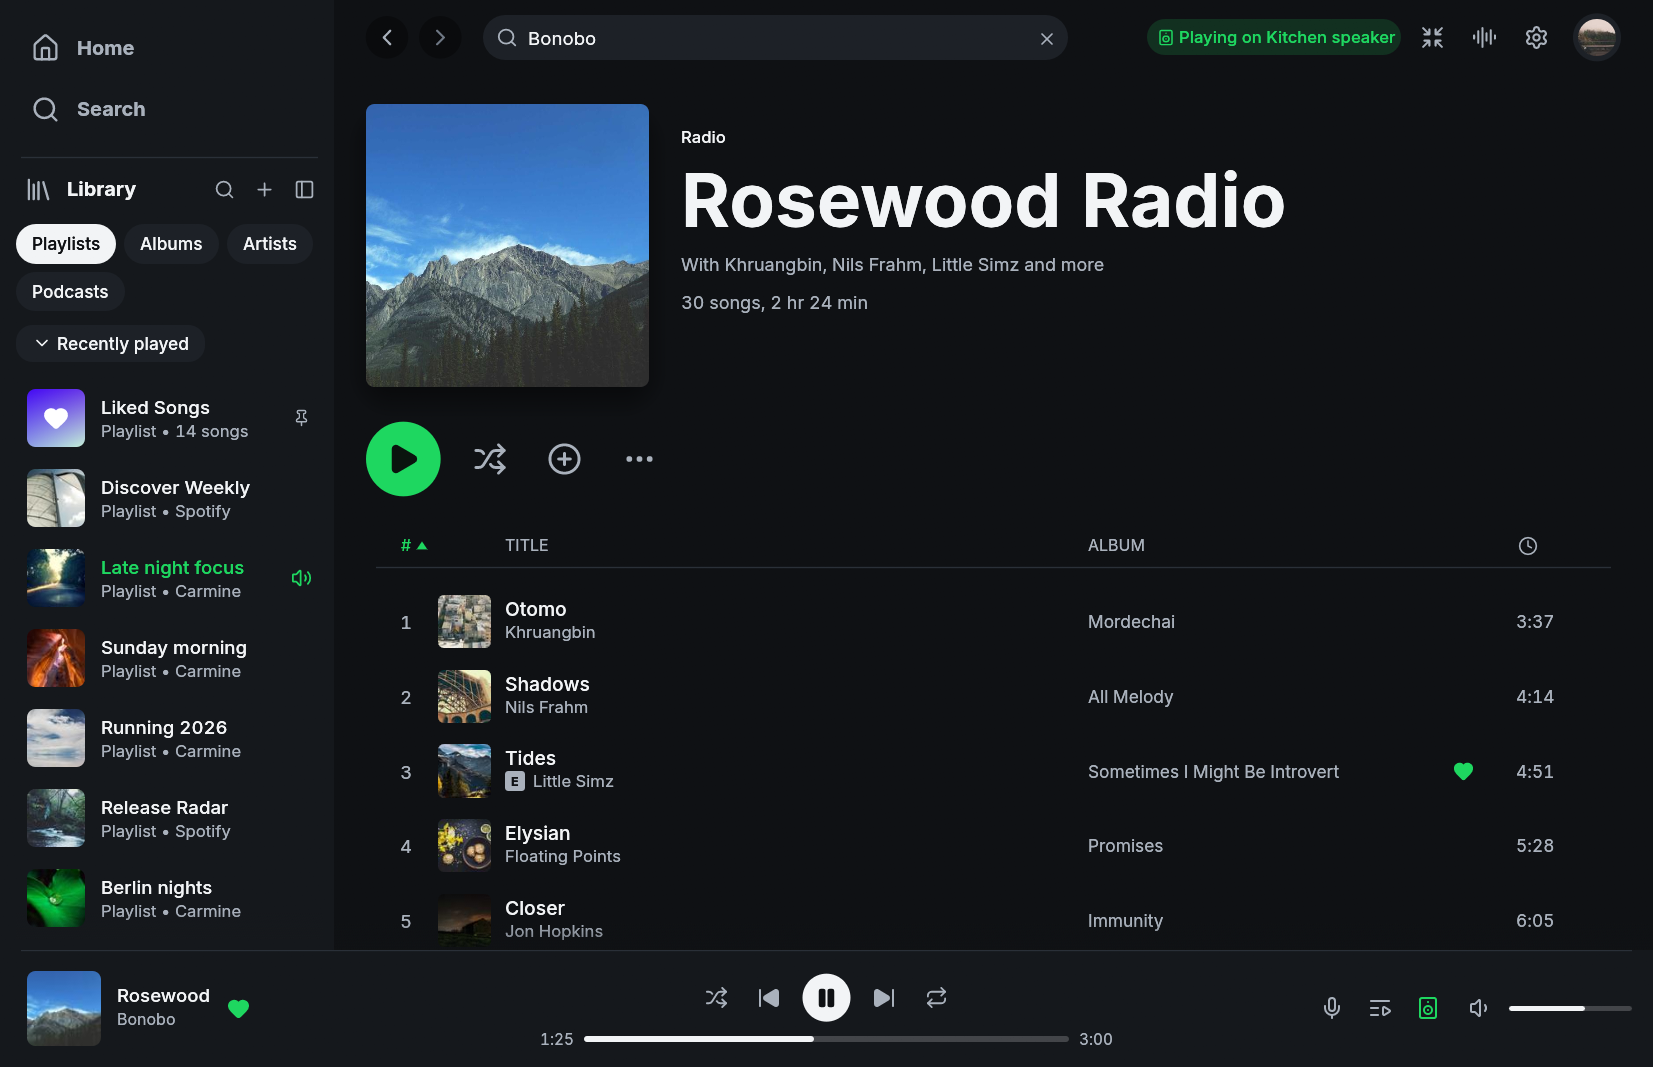 Home
Search
Library
Playlists
Albums
Artists
Podcasts
Recently played
Liked Songs
Playlist • 14 songs
Discover Weekly
Playlist • Spotify
Late night focus
Playlist • Carmine
Sunday morning
Playlist • Carmine
Running 2026
Playlist • Carmine
Release Radar
Playlist • Spotify
Berlin nights
Playlist • Carmine
Bonobo
Playing on Kitchen speaker
Radio
Rosewood Radio
With Khruangbin, Nils Frahm, Little Simz and more
30 songs, 2 hr 24 min
# TITLE ALBUM
1 Otomo Mordechai 3:37
Khruangbin
2 Shadows All Melody 4:14
Nils Frahm
3 Tides Sometimes I Might Be Introvert 4:51
E Little Simz
4 Elysian Promises 5:28
Floating Points
5 Closer Immunity 6:05
Jon Hopkins
Rosewood
Bonobo
1:25
3:00